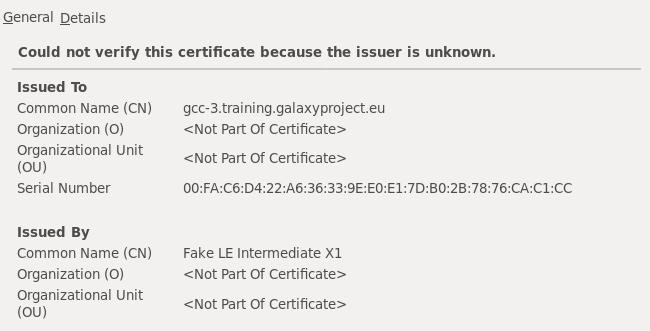 General Details
Could not verify this certificate because the issuer is unknown.
Issued To
Common Name (CN) gcc-3.training.galaxyproject.eu
Organization (O) <Not Part Of Certificate>
Organizational Unit (OU) <Not Part Of Certificate>
Serial Number 00:FA:C6:D4:22:A6:36:33:9E:E0:E1:7D:B0:2B:78:76:CA:C1:CC
Issued By
Common Name (CN) Fake LE Intermediate X1
Organization (O) <Not Part Of Certificate>
Organizational Unit (OU) <Not Part Of Certificate>